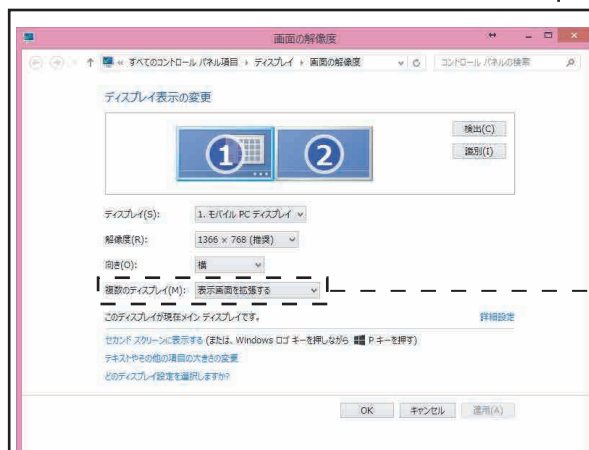 画面の解像度
« すべてのコントロール パネル項目 › ディスプレイ › 画面の解像度
コントロール パネルの検索
ディスプレイ表示の変更
1
2
検出(C)
識別(I)
ディスプレイ(S): 1. モバイル PC ディスプレイ
解像度(R): 1366 × 768 (推奨)
向き(O): 横
複数のディスプレイ(M): 表示画面を拡張する
このディスプレイが現在メイン ディスプレイです。
詳細設定
セカンド スクリーンに表示する (または、Windows ロゴ キーを押しながら P キーを押す)
テキストやその他の項目の大きさの変更
どのディスプレイ設定を選択しますか?
OK キャンセル 適用(A)